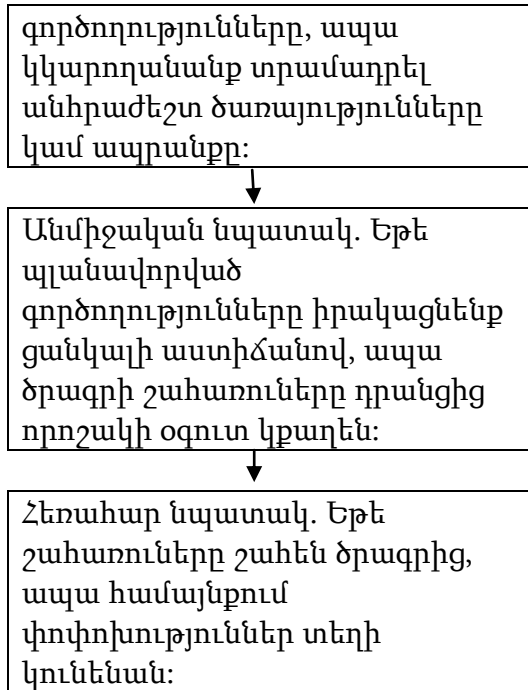 գործողությունները, ապա
կկարողանանք տրամադրել
անհրաժեշտ ծառայությունները
կամ ապրանքը:
Անմիջական նպատակ. Եթե
պլանավորված
գործողությունները իրակացնենք
ցանկալի աստիճանով, ապա
ծրագրի շահառուները դրանցից
որոշակի օգուտ կքաղեն:
Հեռահար նպատակ. Եթե
շահառուները շահեն ծրագրից,
ապա համայնքում
փոփոխություններ տեղի
կունենան: